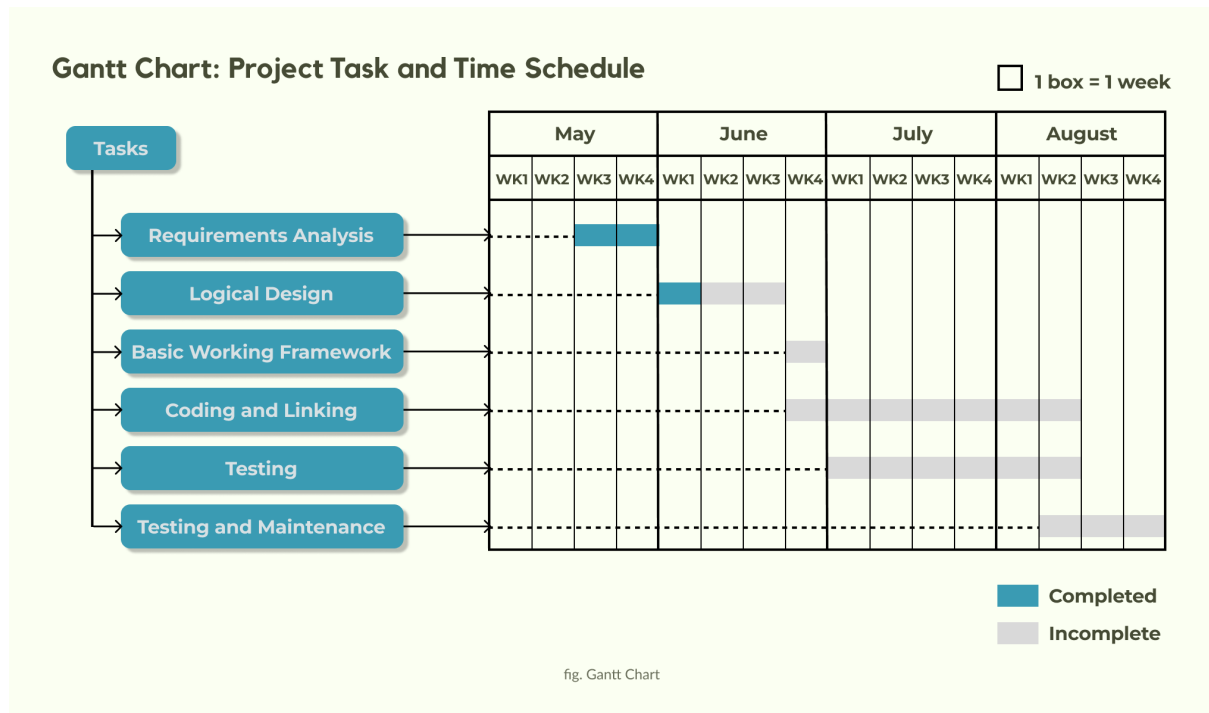 Gantt Chart: Project Task and Time Schedule
1 box = 1 week
Tasks
May June July August
WK1 WK2 WK3 WK4 WK1 WK2 WK3 WK4 WK1 WK2 WK3 WK4 WK1 WK2 WK3 WK4
Requirements Analysis
Logical Design
Basic Working Framework
Coding and Linking
Testing
Testing and Maintenance
Completed
Incomplete
fig. Gantt Chart